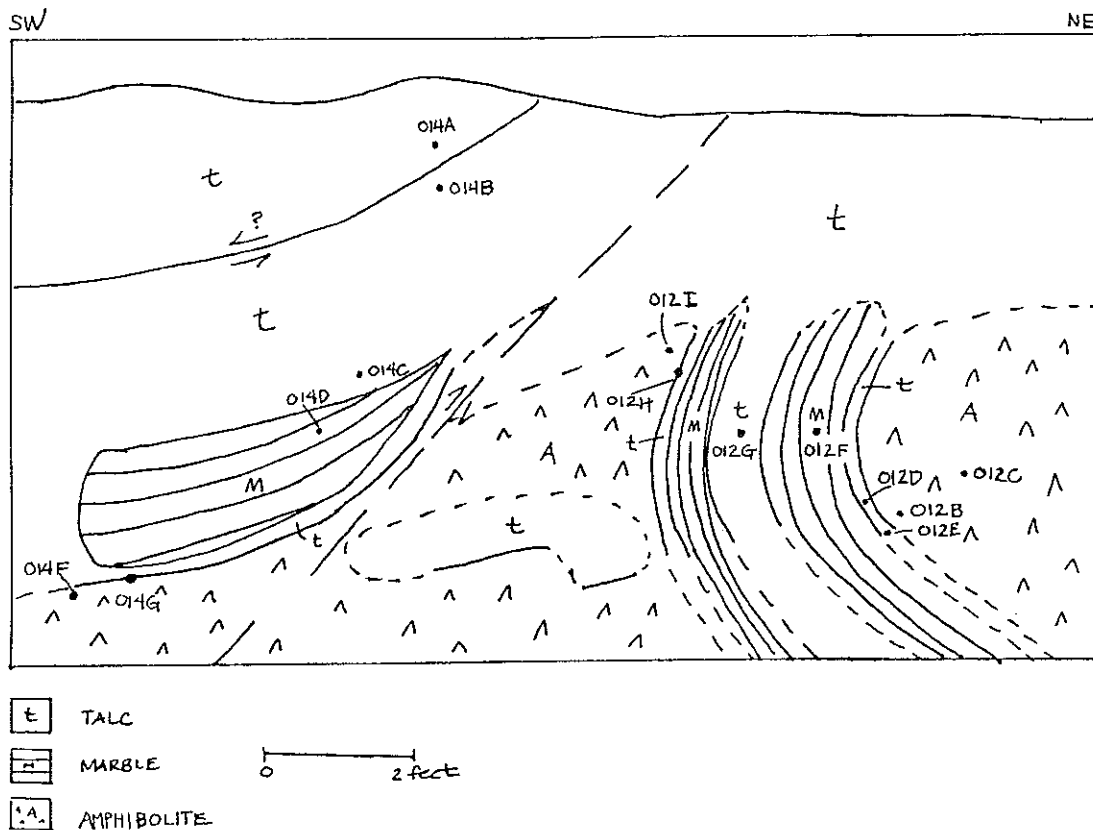 SW NE
014A
t
014B
?
t
t
012I
014C
014D
012H
t
M
t
012G
M
012F
t
A
A
012C
M
t
t
012D
012B
012E
014F
014G
t TALC
M MARBLE
0 2 feet
A AMPHIBOLITE